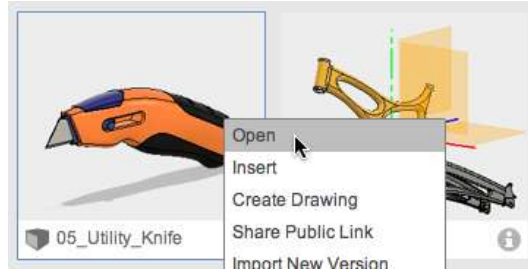 Open
Insert
Create Drawing
05_Utility_Knife
Share Public Link
Import New Version